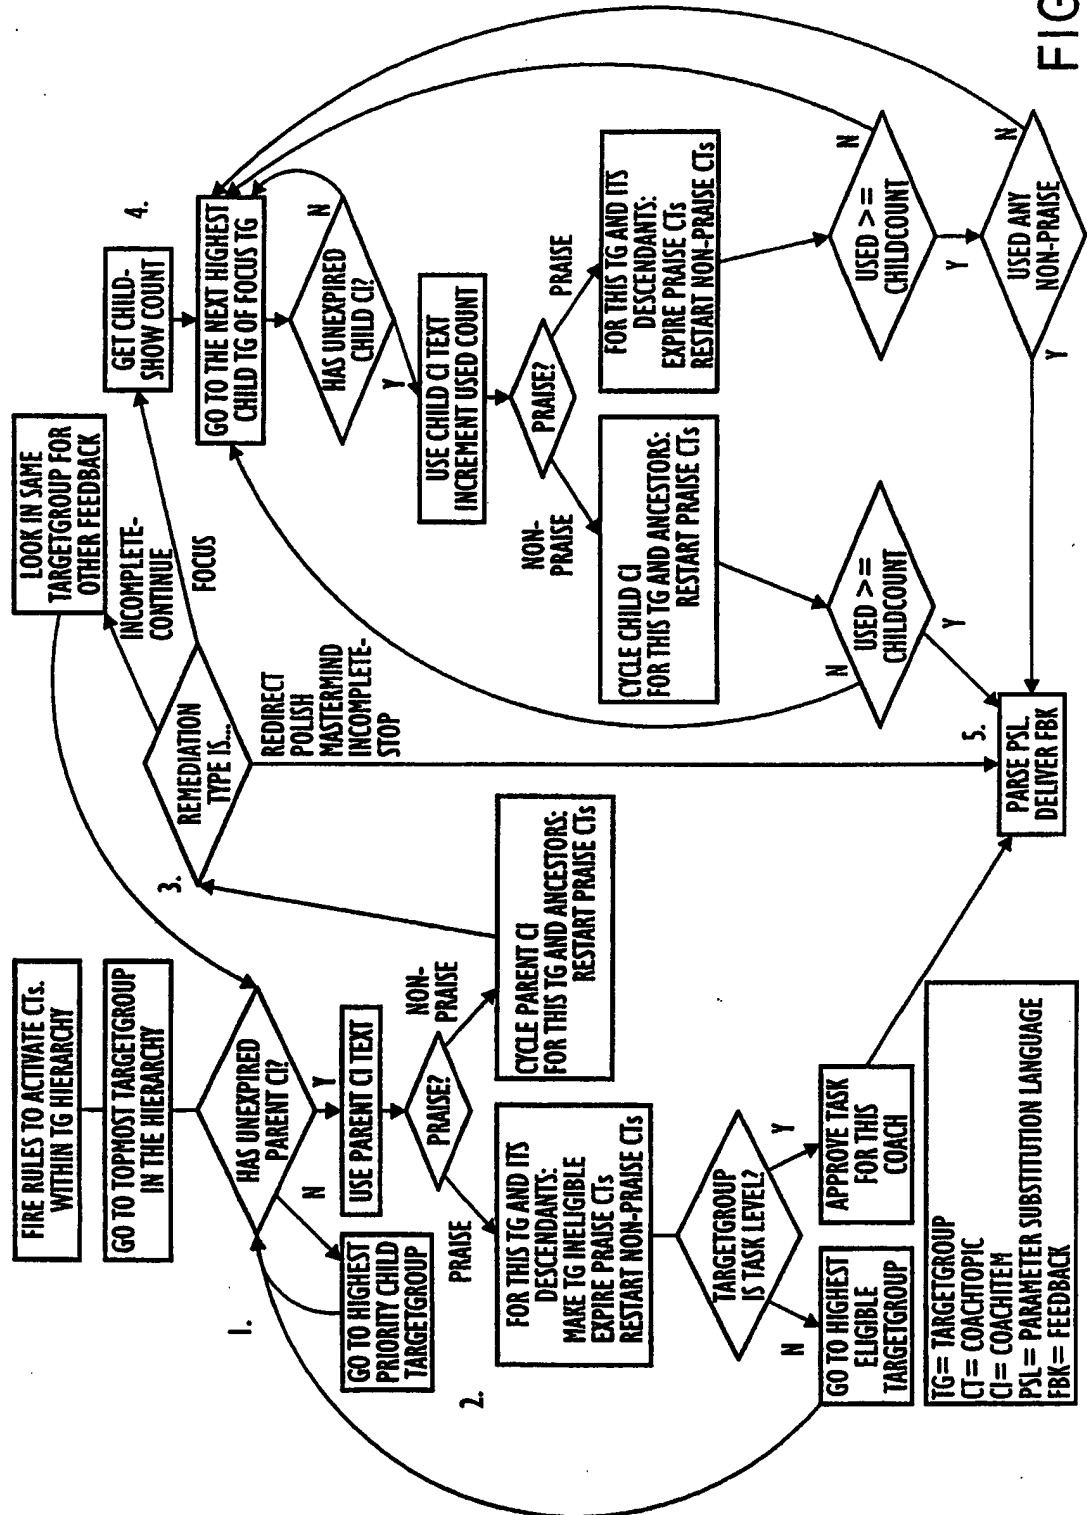 FIRE RULES TO ACTIVATE CTs.
WITHIN TG HIERARCHY
GO TO TOPMOST TARGETGROUP
IN THE HIERARCHY
1.
HAS UNEXPIRED
PARENT CI?
N
Y
GO TO HIGHEST
PRIORITY CHILD
TARGETGROUP
USE PARENT CI TEXT
2.
PRAISE?
PRAISE
NON-
PRAISE
FOR THIS TG AND ITS
DESCENDANTS:
MAKE TG INELIGIBLE
EXPIRE PRAISE CTs
RESTART NON-PRAISE CTs
CYCLE PARENT CI
FOR THIS TG AND ANCESTORS:
RESTART PRAISE CTs
TARGETGROUP
IS TASK LEVEL?
N
Y
GO TO HIGHEST
ELIGIBLE
TARGETGROUP
APPROVE TASK
FOR THIS
COACH
TG= TARGETGROUP
CT= COACHTOPIC
CI= COACHITEM
PSL= PARAMETER SUBSTITUTION LANGUAGE
FBK= FEEDBACK
3.
REMEDIATION
TYPE IS...
LOOK IN SAME
TARGETGROUP FOR
OTHER FEEDBACK
INCOMPLETE-
CONTINUE
FOCUS
REDIRECT
POLISH
MASTERMIND
INCOMPLETE-
STOP
4.
GET CHILD-
SHOW COUNT
GO TO THE NEXT HIGHEST
CHILD TG OF FOCUS TG
HAS UNEXPIRED
CHILD CI?
N
Y
USE CHILD CI TEXT
INCREMENT USED COUNT
PRAISE?
NON-
PRAISE
PRAISE
CYCLE CHILD CI
FOR THIS TG AND ANCESTORS:
RESTART PRAISE CTs
FOR THIS TG AND ITS
DESCENDANTS:
EXPIRE PRAISE CTs
RESTART NON-PRAISE CTs
USED >=
CHILDCOUNT
N
Y
USED >=
CHILDCOUNT
N
Y
USED ANY
NON-PRAISE
N
Y
5.
PARSE PSL.
DELIVER FBK
FIG